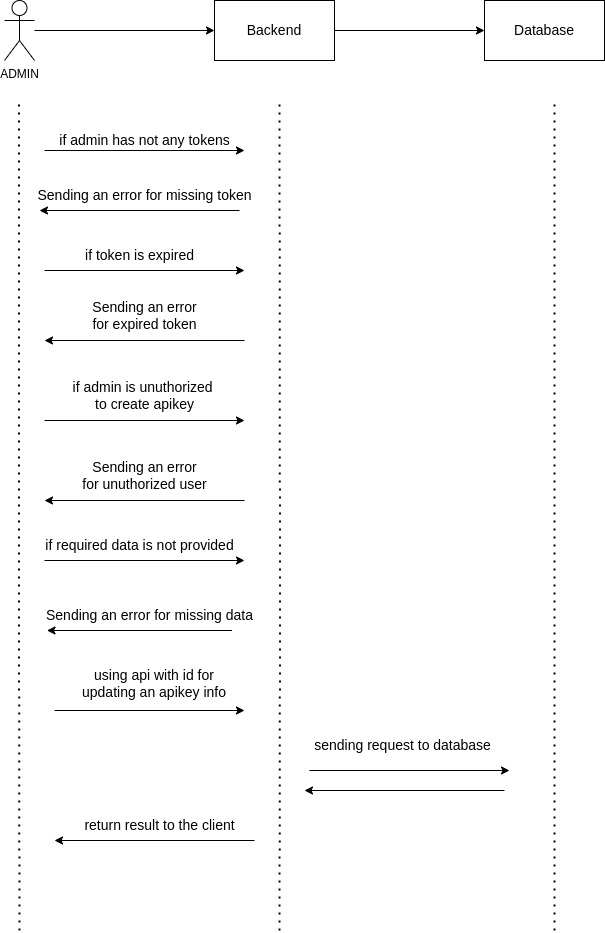 Backend
Database
ADMIN
if admin has not any tokens
Sending an error for missing token
if token is expired
Sending an error
for expired token
if admin is unuthorized
to create apikey
Sending an error
for unuthorized user
if required data is not provided
Sending an error for missing data
using api with id for
updating an apikey info
sending request to database
return result to the client